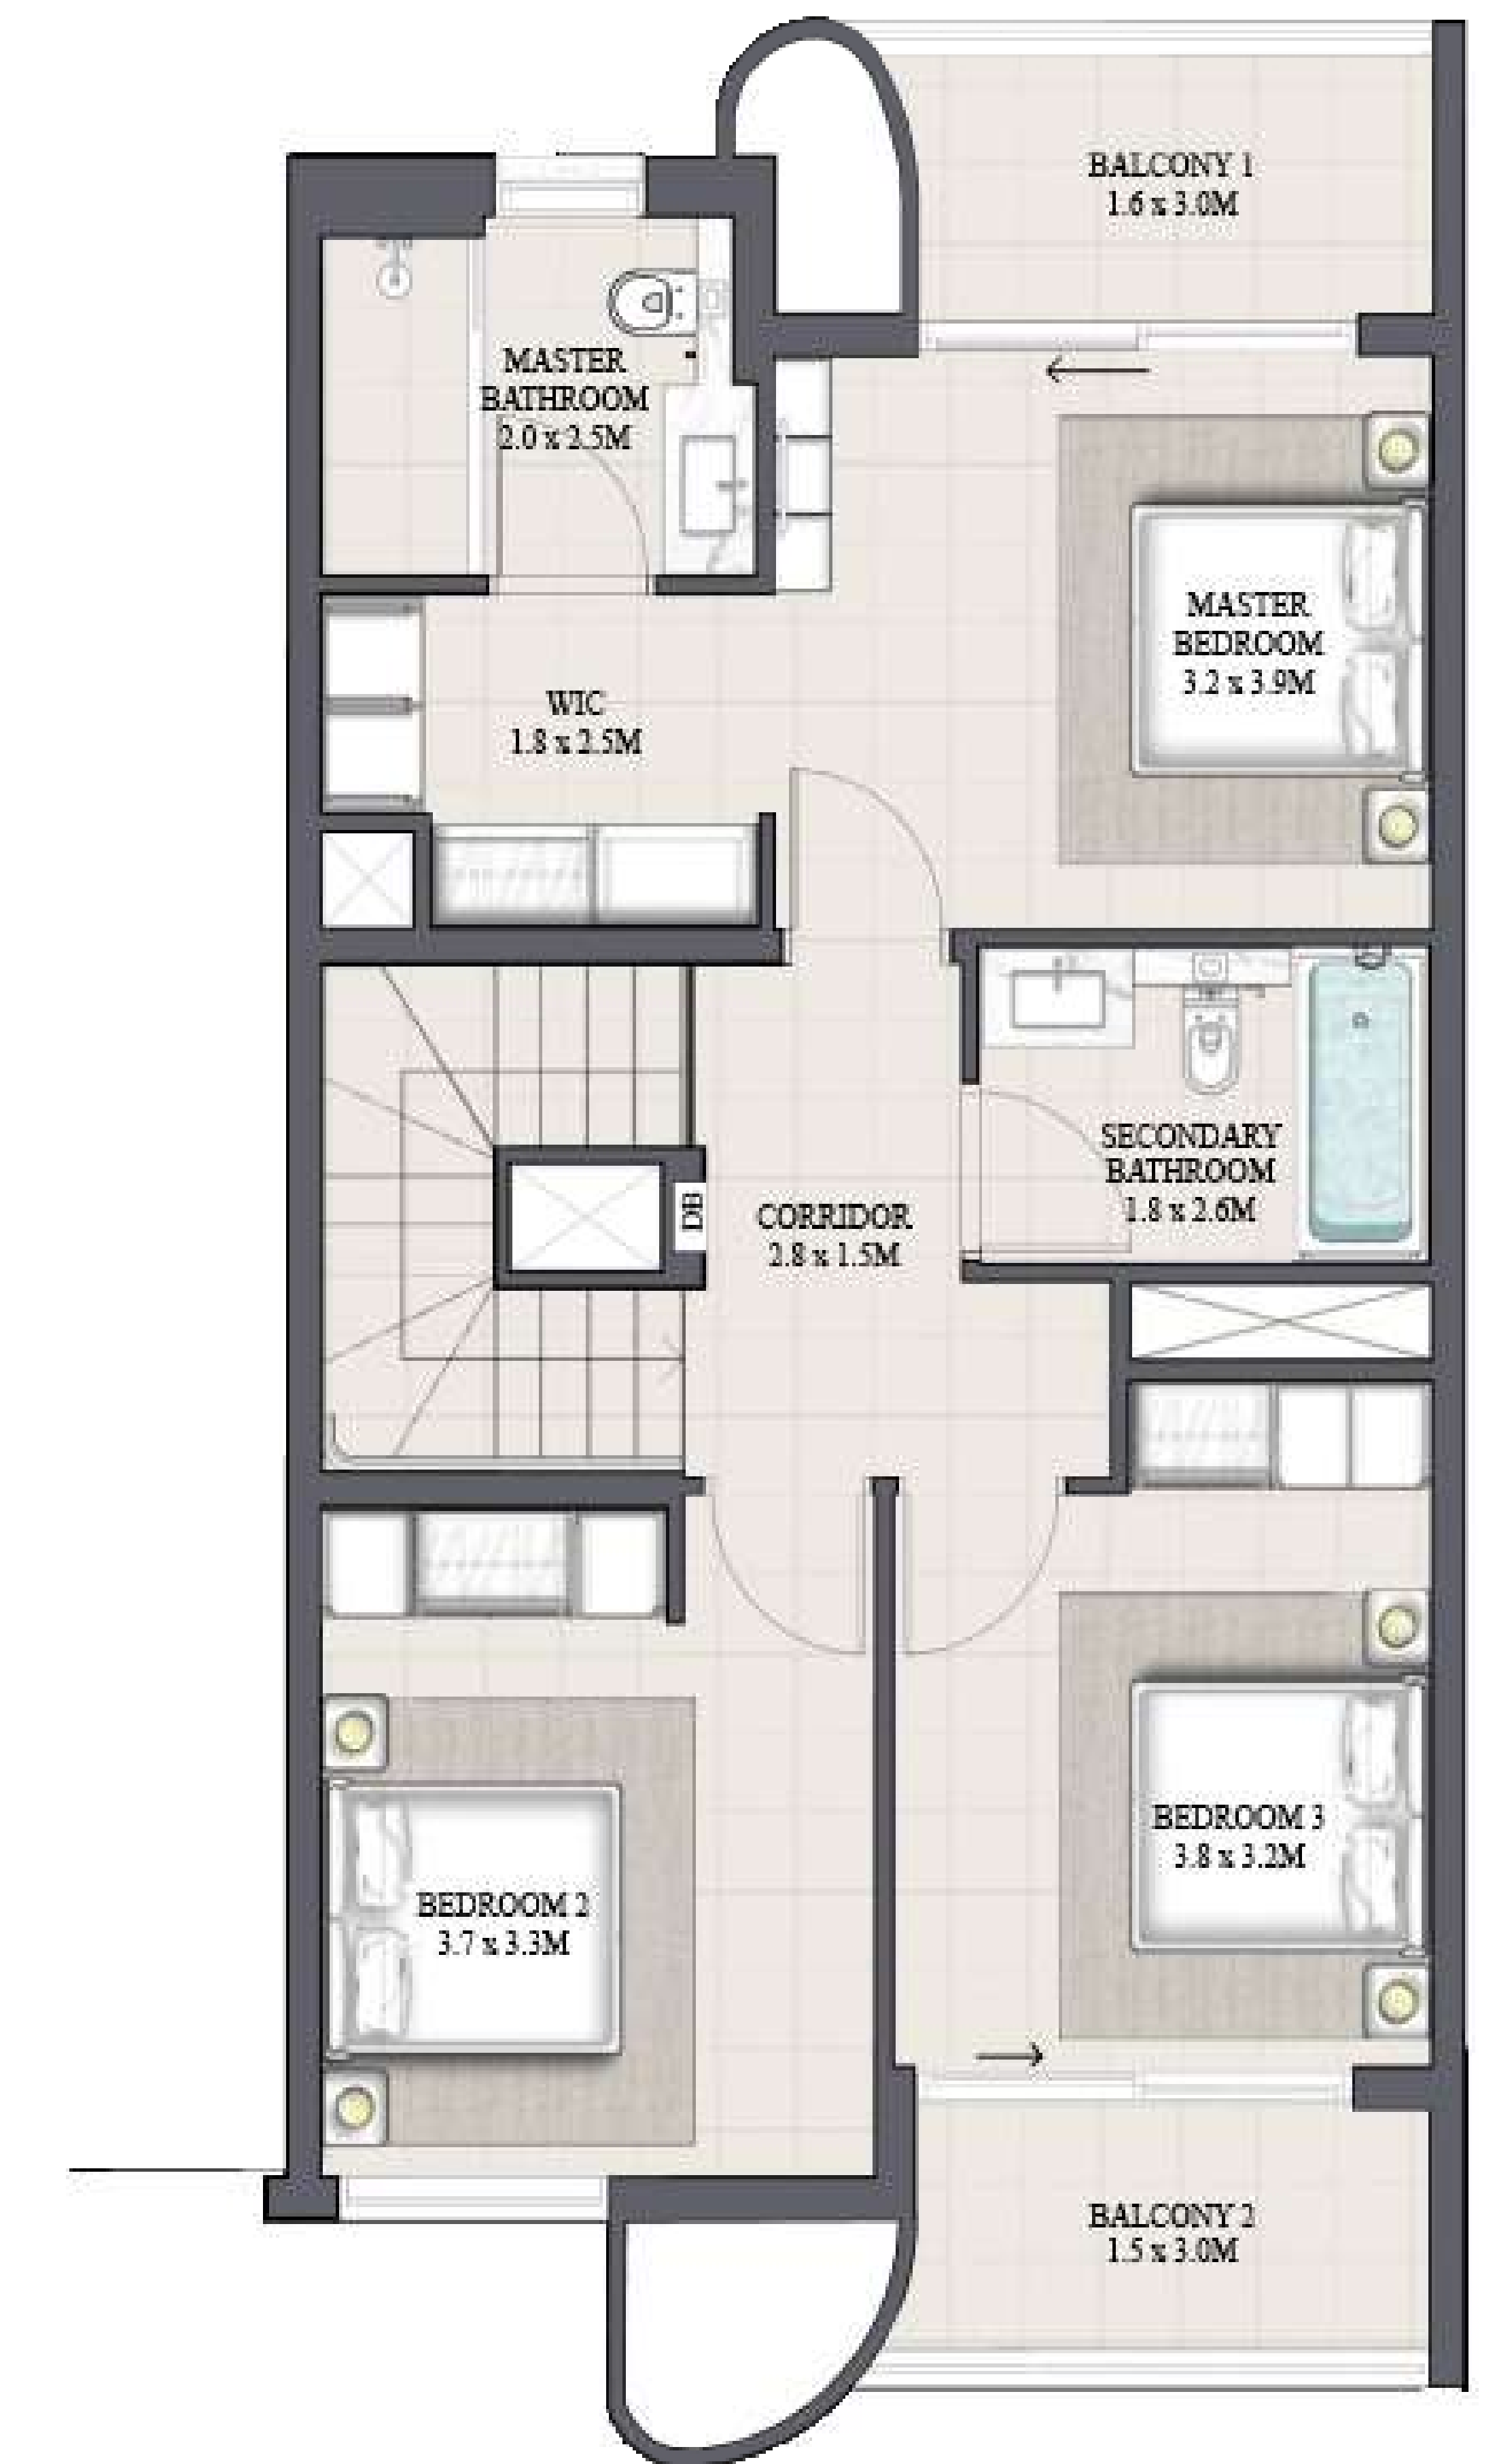 BALCONY 1
1.6 x 3.0M
MASTER
BATHROOM
2.0 x 2.5M
MASTER
BEDROOM
3.2 x 3.9M
WIC
1.8 x 2.5M
SECONDARY
BATHROOM
1.8 x 2.6M
DB
CORRIDOR
2.8 x 1.5M
BEDROOM 3
3.8 x 3.2M
BEDROOM 2
3.7 x 3.3M
BALCONY 2
1.5 x 3.0M